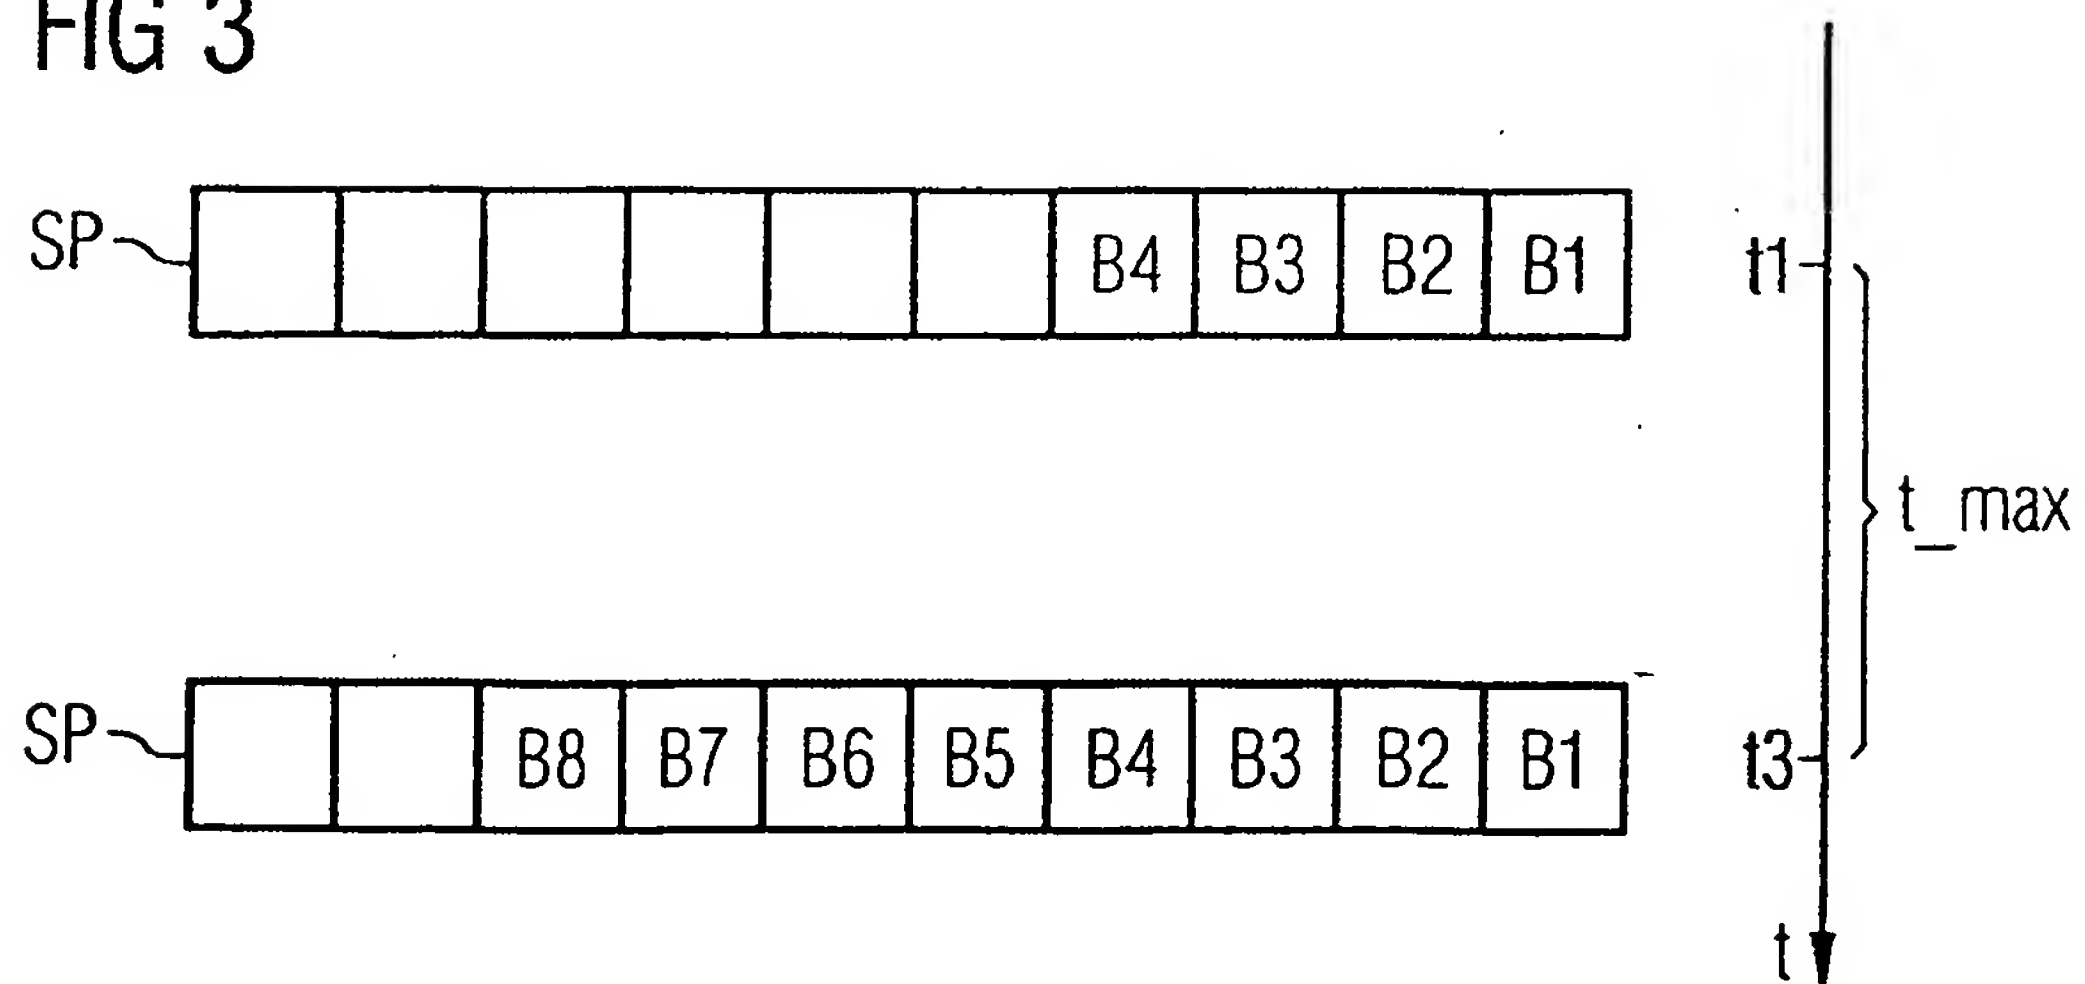 FIG 3
SP B4 B3 B2 B1 t1
t_max
SP B8 B7 B6 B5 B4 B3 B2 B1 t3
t